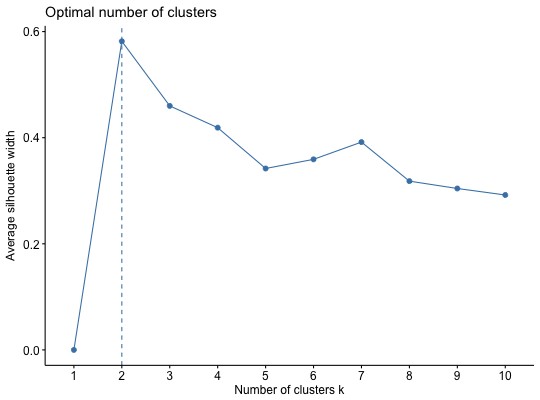 Optimal number of clusters
Average silhouette width
0.6
0.4
0.2
0.0
1 2 3 4 5 6 7 8 9 10
Number of clusters k